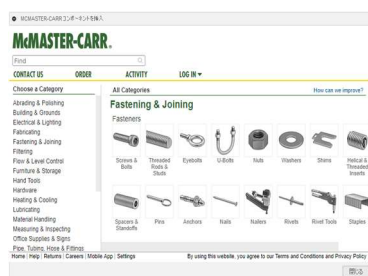 MCMASTER-CARRコンポーネントを挿入
McMASTER-CARR.
Find
CONTACT US ORDER ACTIVITY LOG IN
Choose a Category
Abrading & Polishing
Building & Grounds
Electrical & Lighting
Fabricating
Fastening & Joining
Filtering
Flow & Level Control
Furniture & Storage
Hand Tools
Hardware
Heating & Cooling
Lubricating
Material Handling
Measuring & Inspecting
Office Supplies & Signs
Pipe, Tubing, Hose & Fittings
All Categories How can we improve?
Fastening & Joining
Fasteners
Screws & Bolts
Threaded Rods & Studs
Eyebolts
U-Bolts
Nuts
Washers
Shims
Helical & Threaded Inserts
Spacers & Standoffs
Pins
Anchors
Nails
Nailers
Rivets
Rivet Tools
Staples
Home | Help | Returns | Careers | Mobile App | Settings
By using this website, you agree to our Terms and Conditions and Privacy Policy
閉じる